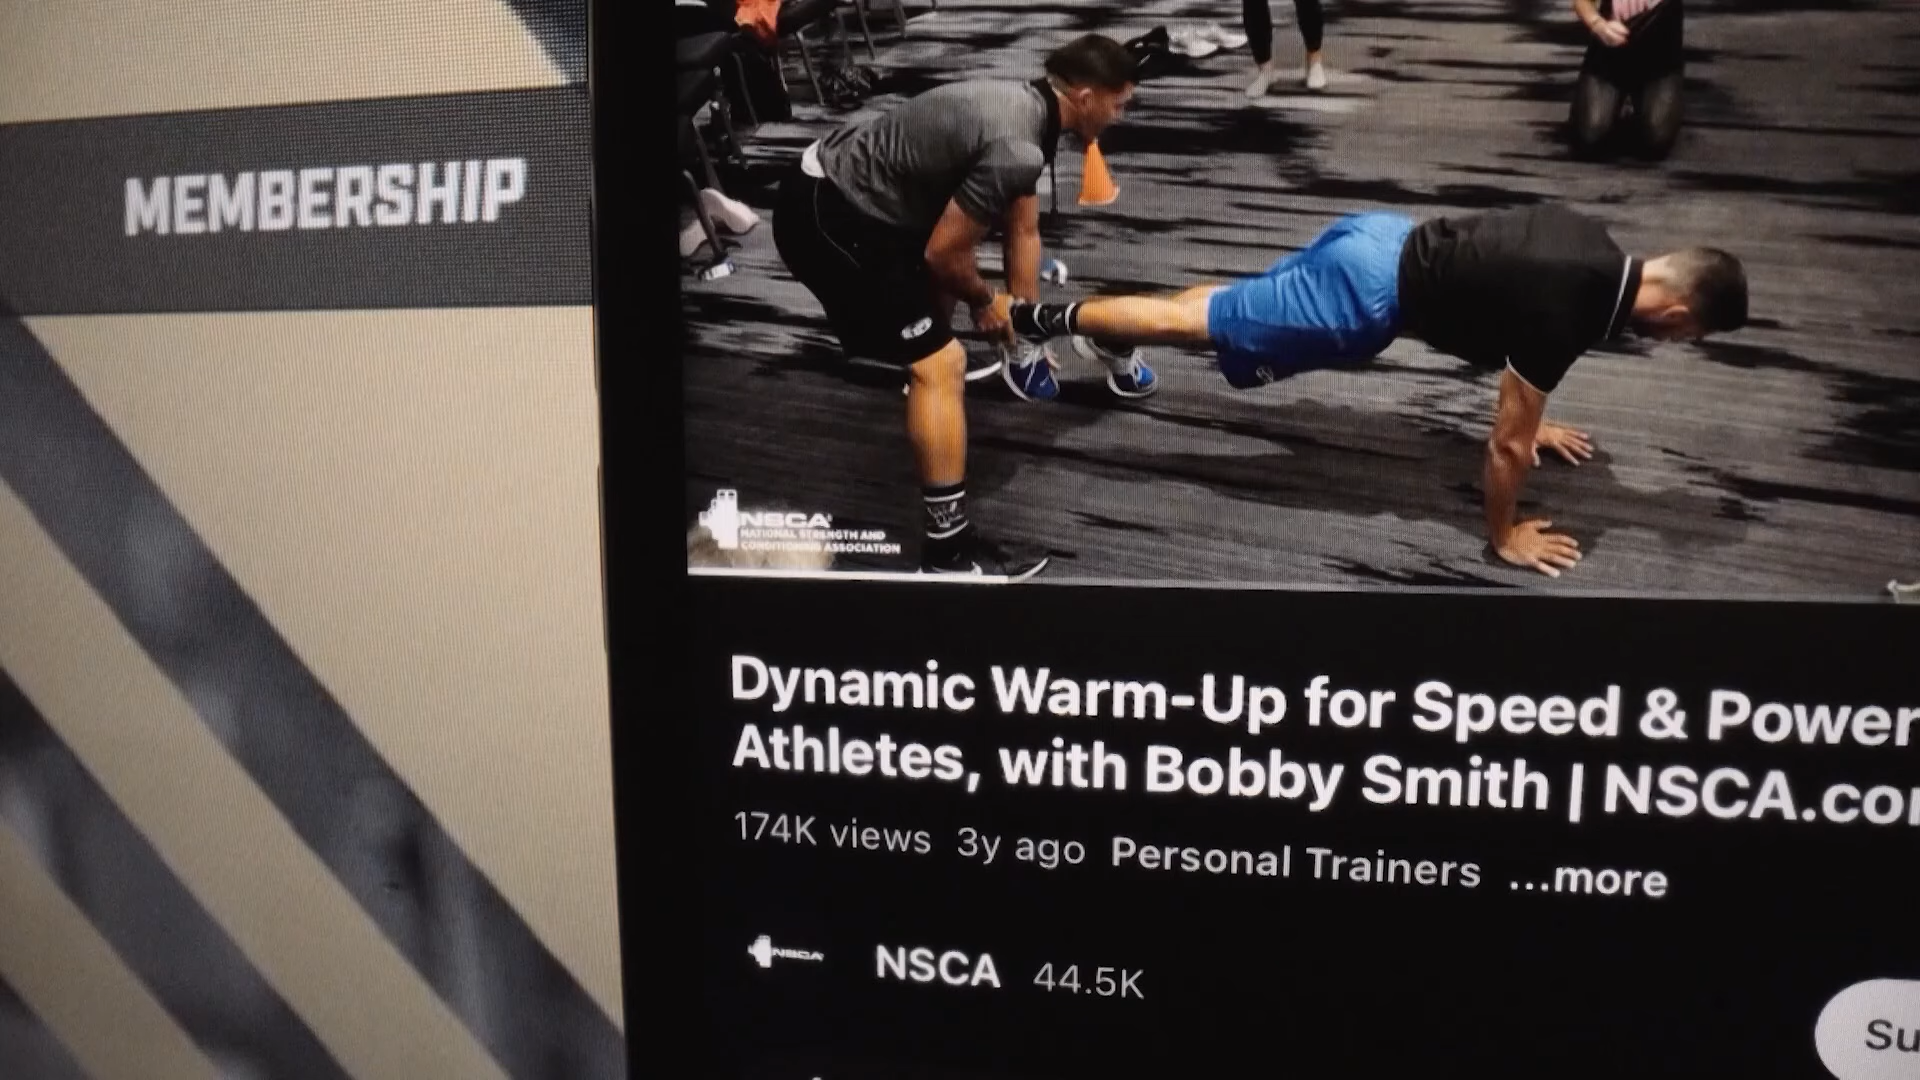 MEMBERSHIP
NSCA
NATIONAL STRENGTH AND
CONDITIONING ASSOCIATION
Dynamic Warm-Up for Speed & Power
Athletes, with Bobby Smith | NSCA.co
174K views 3y ago Personal Trainers ...more
NSCA
NSCA 44.5K
Su